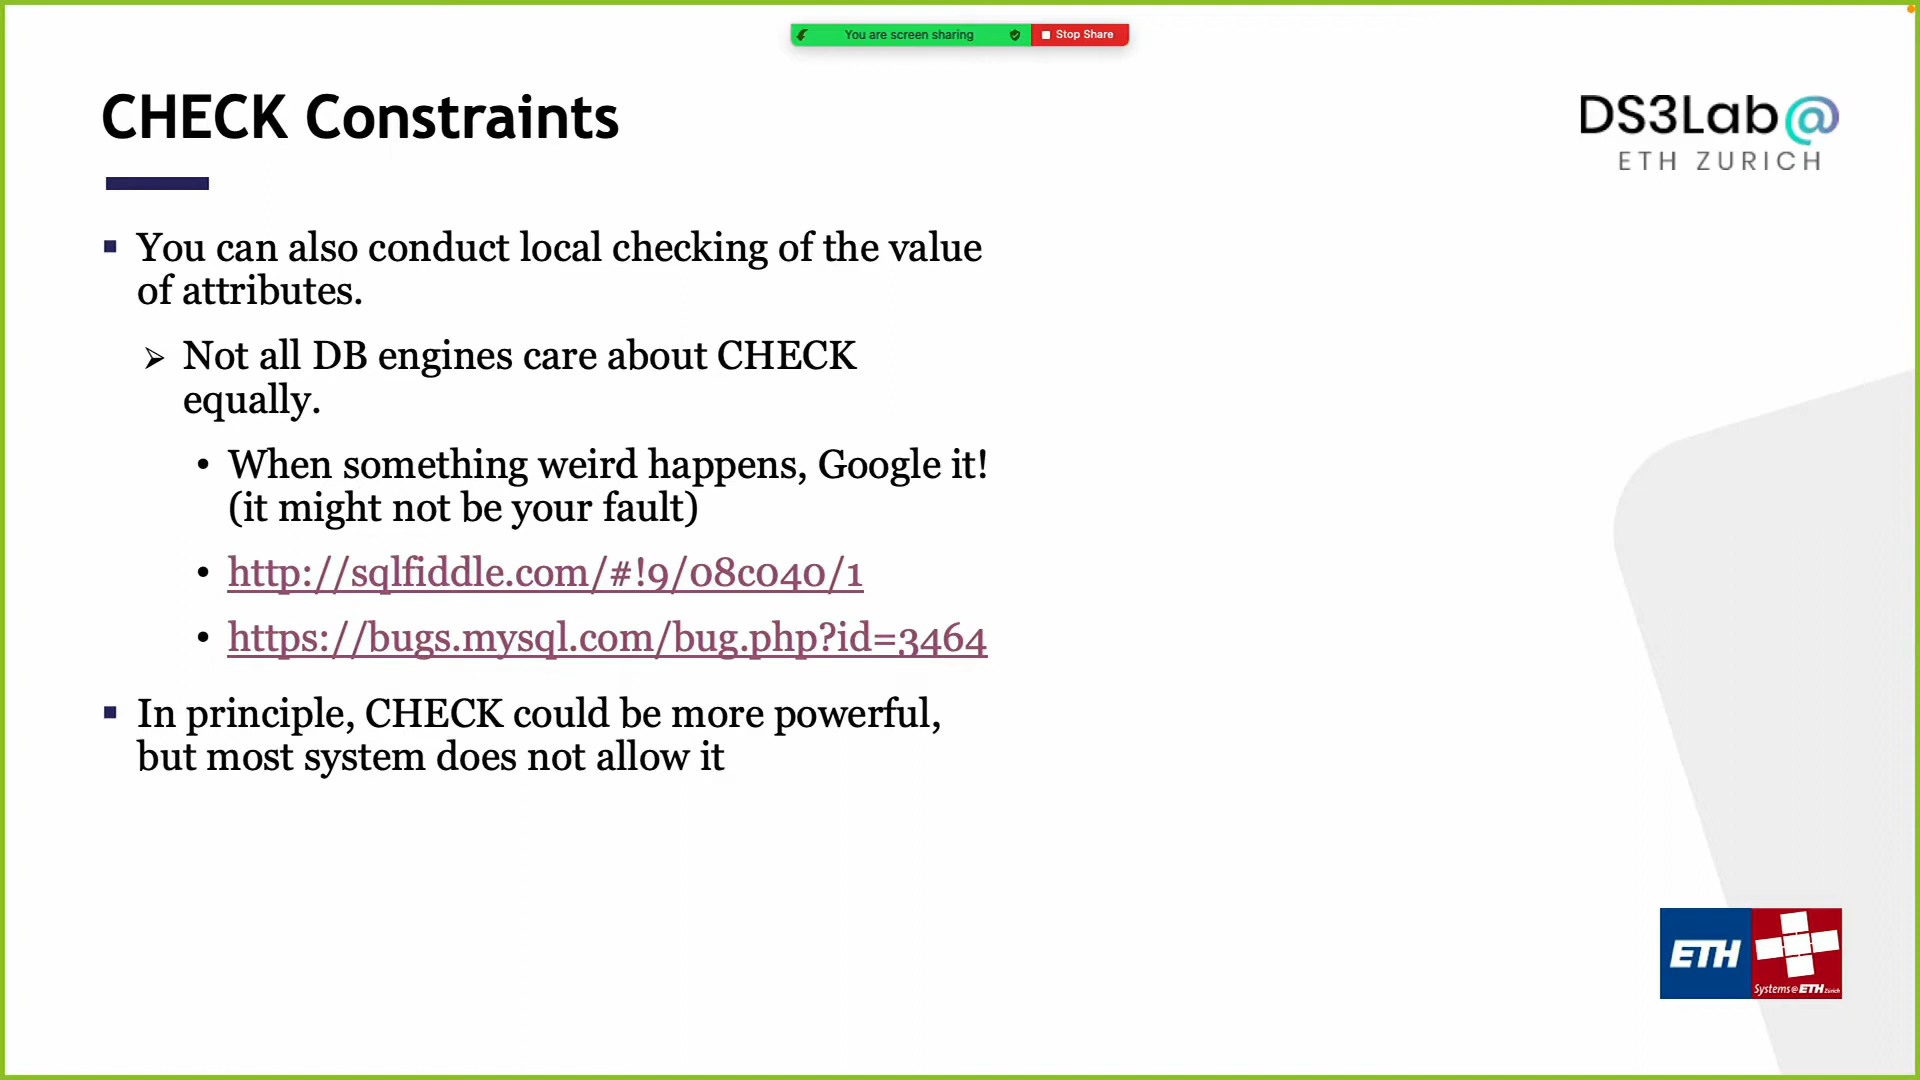 You are screen sharing
Stop Share
CHECK Constraints
DS3Lab@
ETH ZURICH
You can also conduct local checking of the value
of attributes.
Not all DB engines care about CHECK
equally.
When something weird happens, Google it!
(it might not be your fault)
http://sqlfiddle.com/#!9/08c040/1
https://bugs.mysql.com/bug.php?id=3464
In principle, CHECK could be more powerful,
but most system does not allow it
ETH
Systems@ETH Zürich